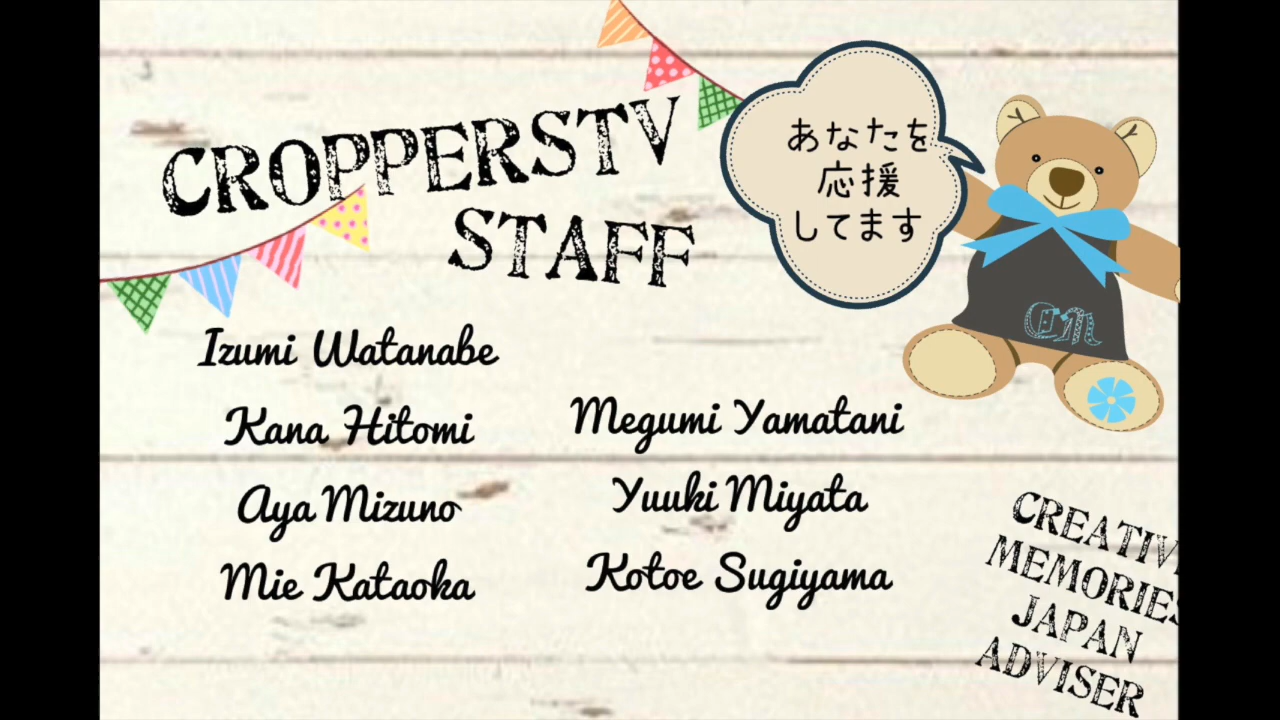 CROPPERSTV
STAFF
あなたを
応援
してます
CM
Izumi Watanabe
Kana Hitomi
Aya Mizuno
Mie Kataoka
Megumi Yamatani
Yuuki Miyata
Kotoe Sugiyama
CREATIV
MEMORIES
JAPAN
ADVISER